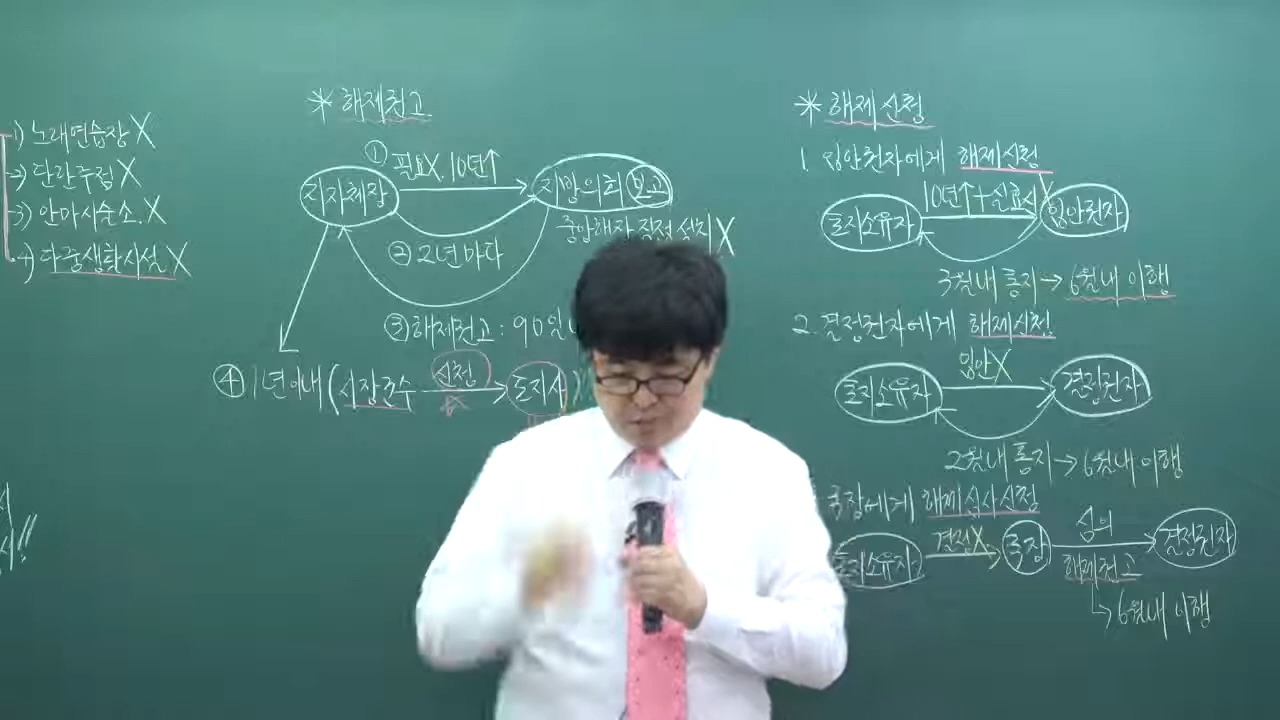 1) 노래연습장 X
2) 단란주점 X
3) 안마시술소. X
4) 다중생활시설 X
* 해제권고
① 필요X. 10년↑
지자체장
지방의회 보고
중앙해자 직접 설치 X
② 2년마다
③ 해제권고 : 90일
④ 1년이내 (시장군수 신청 → 도지사)
* 해제신청
1. 입안권자에게 해제신청
10년↑+실효시X
토지소유자
입안권자
3월내 통지 → 6월내 이행
2. 결정권자에게 해제신청
입안X
토지소유자
결정권자
2월내 통지 → 6월내 이행
국장에게 해제심사신청
토지소유자
결정X
국장
심의
해제권고
결정권자
↳ 6월내 이행